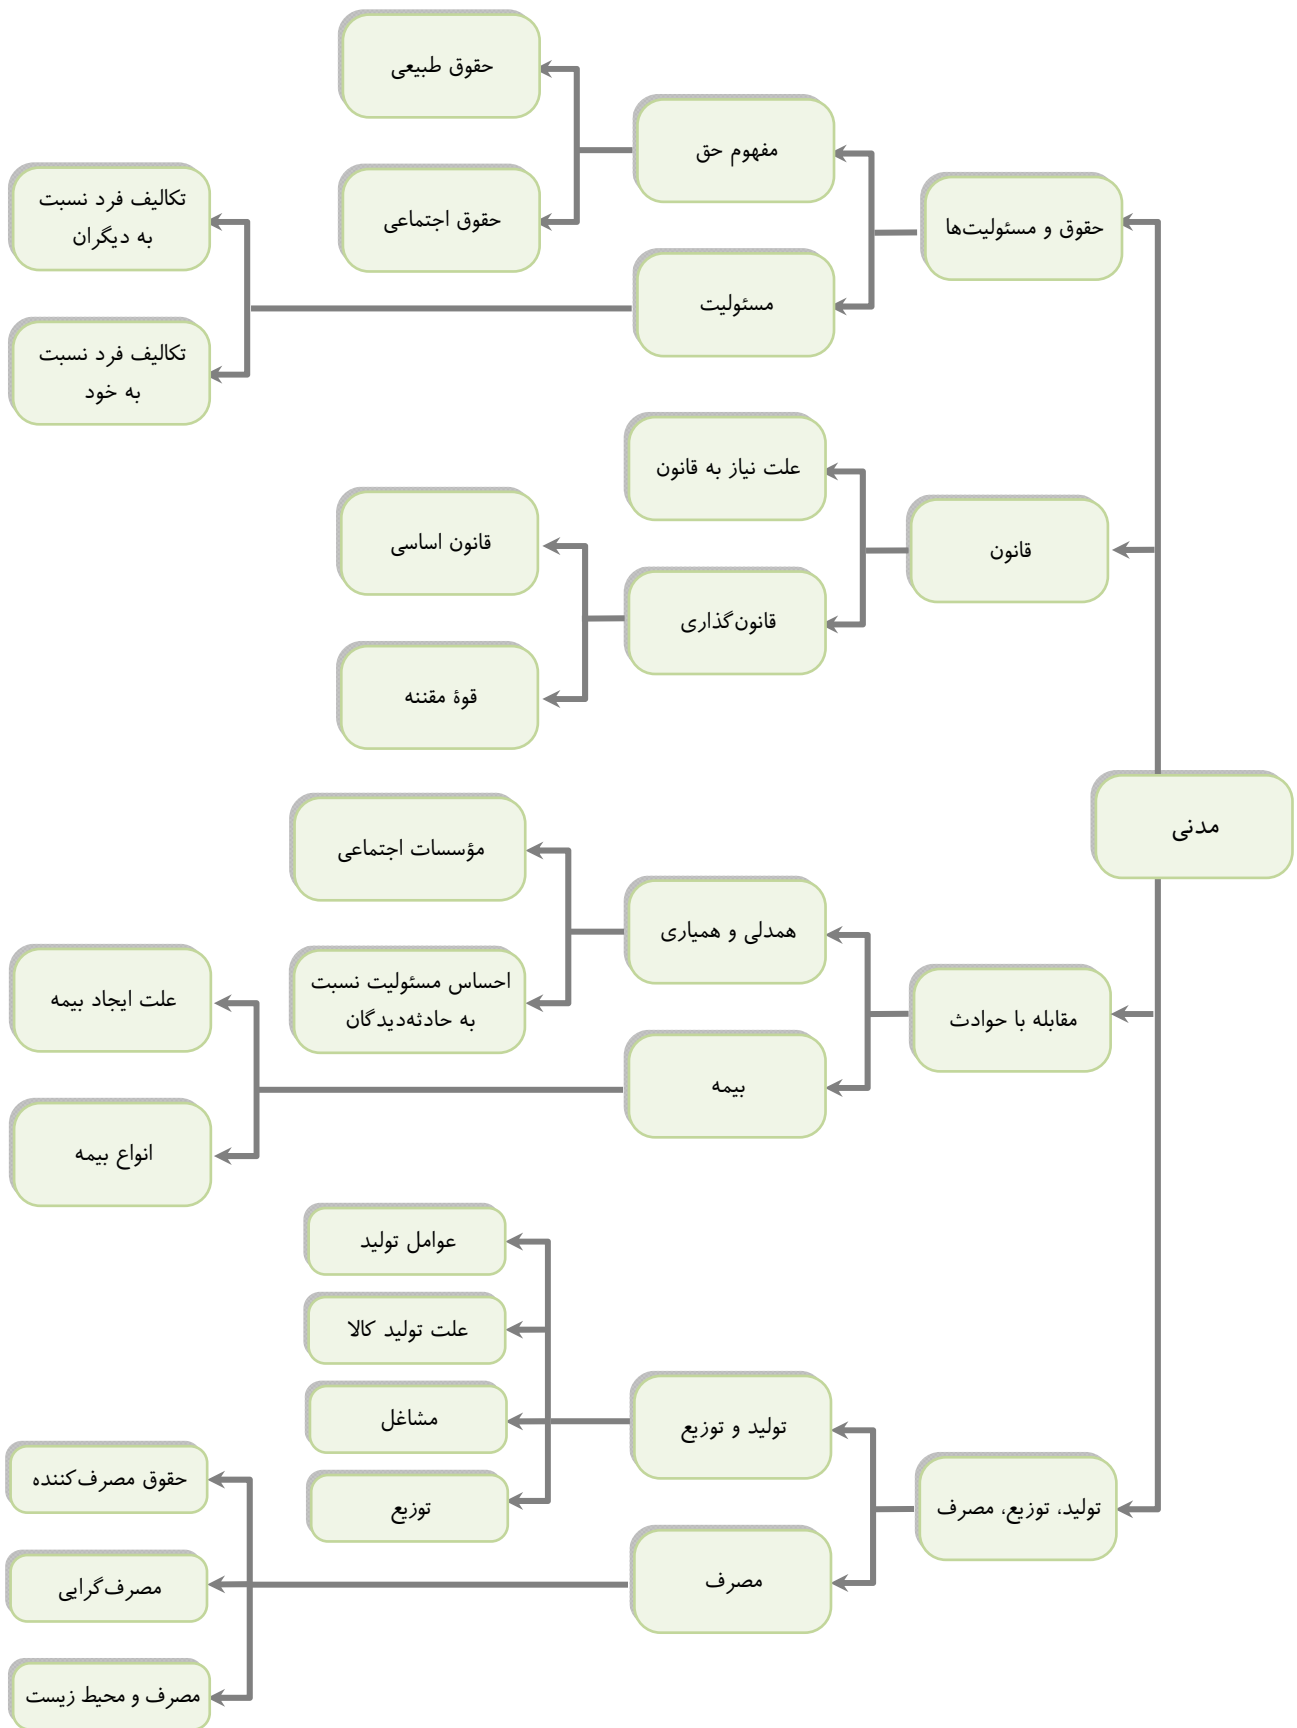 مدنی
حقوق و مسئولیت‌ها
مفهوم حق
حقوق طبیعی
حقوق اجتماعی
مسئولیت
تکالیف فرد نسبت
به دیگران
تکالیف فرد نسبت
به خود
قانون
علت نیاز به قانون
قانون‌گذاری
قانون اساسی
قوۀ مقننه
مقابله با حوادث
همدلی و همیاری
مؤسسات اجتماعی
احساس مسئولیت نسبت
به حادثه‌دیدگان
بیمه
علت ایجاد بیمه
انواع بیمه
تولید، توزیع، مصرف
تولید و توزیع
عوامل تولید
علت تولید کالا
مشاغل
توزیع
مصرف
حقوق مصرف‌کننده
مصرف‌گرایی
مصرف و محیط زیست